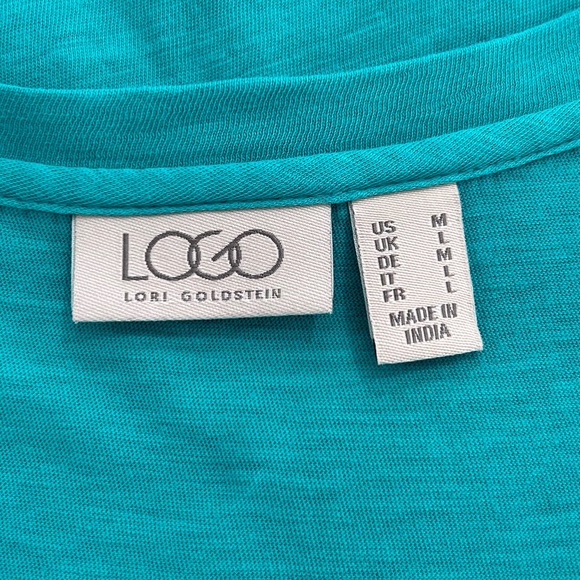 LOGO
LORI GOLDSTEIN
US M
UK L
DE M
IT L
FR L
MADE IN
INDIA